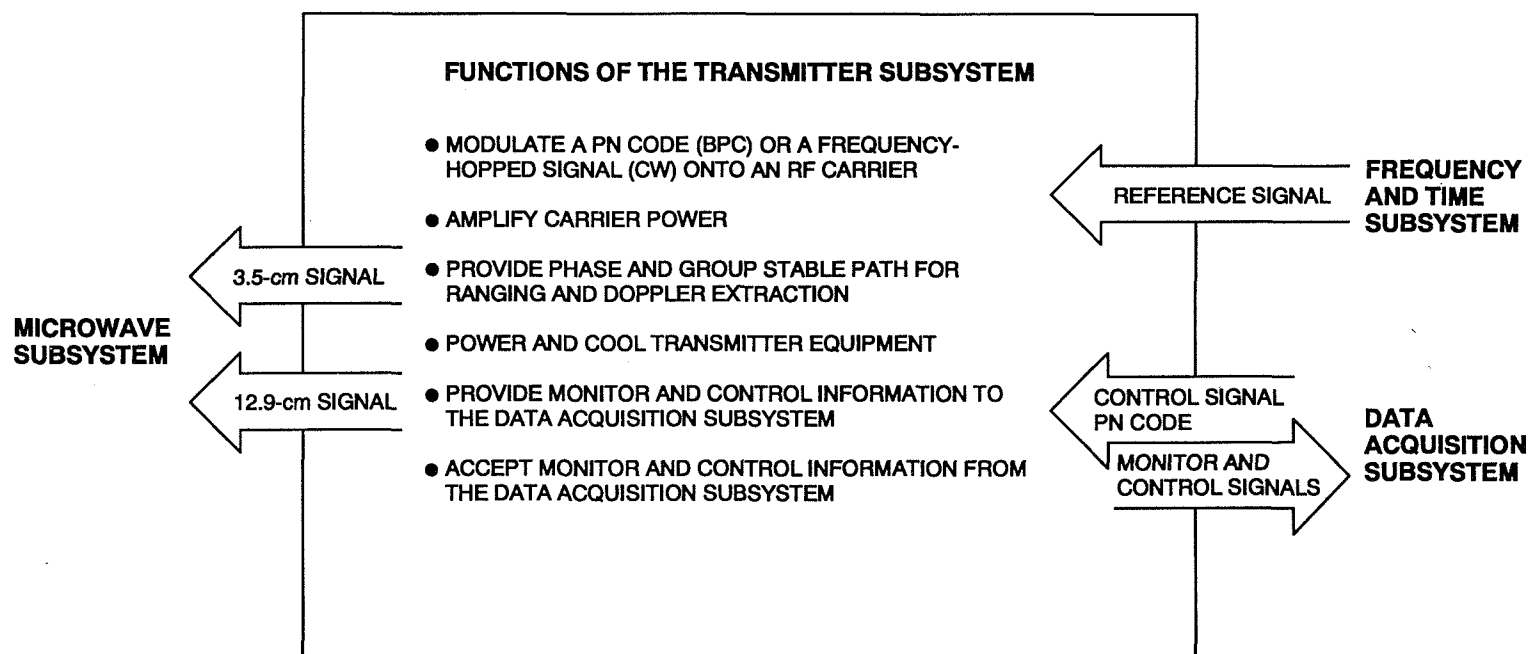 FUNCTIONS OF THE TRANSMITTER SUBSYSTEM
● MODULATE A PN CODE (BPC) OR A FREQUENCY-
HOPPED SIGNAL (CW) ONTO AN RF CARRIER
● AMPLIFY CARRIER POWER
● PROVIDE PHASE AND GROUP STABLE PATH FOR
RANGING AND DOPPLER EXTRACTION
● POWER AND COOL TRANSMITTER EQUIPMENT
● PROVIDE MONITOR AND CONTROL INFORMATION TO
THE DATA ACQUISITION SUBSYSTEM
● ACCEPT MONITOR AND CONTROL INFORMATION FROM
THE DATA ACQUISITION SUBSYSTEM
MICROWAVE
SUBSYSTEM
3.5-cm SIGNAL
12.9-cm SIGNAL
REFERENCE SIGNAL
FREQUENCY
AND TIME
SUBSYSTEM
CONTROL SIGNAL
PN CODE
MONITOR AND
CONTROL SIGNALS
DATA
ACQUISITION
SUBSYSTEM